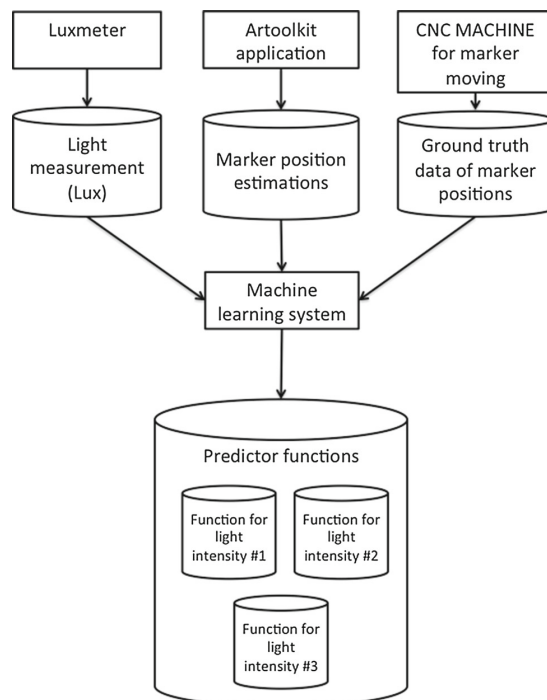 Luxmeter
Artoolkit
application
CNC MACHINE
for marker
moving
Light
measurement
(Lux)
Marker position
estimations
Ground truth
data of marker
positions
Machine
learning system
Predictor functions
Function for
light
intensity #1
Function for
light
intensity #2
Function for
light
intensity #3